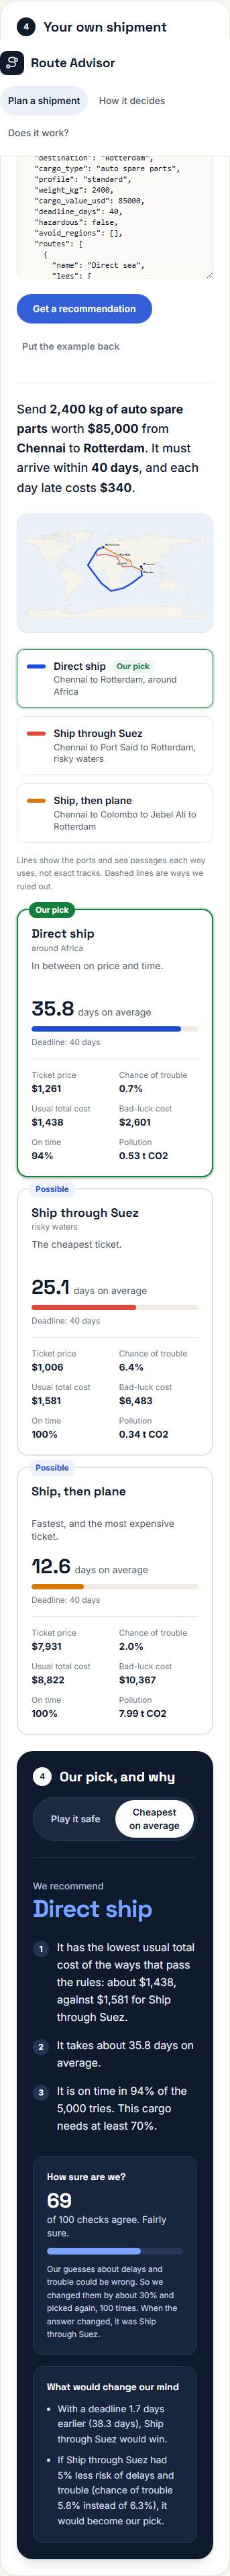 4 Your own shipment
Route Advisor
Plan a shipment How it decides
Does it work?
"destination": "Rotterdam",
"cargo_type": "auto spare parts",
"profile": "standard",
"weight_kg": 2400,
"cargo_value_usd": 85000,
"deadline_days": 40,
"hazardous": false,
"avoid_regions": [],
"routes": [
{
"name": "Direct sea",
"legs": [
Get a recommendation
Put the example back
Send 2,400 kg of auto spare
parts worth $85,000 from
Chennai to Rotterdam. It must
arrive within 40 days, and each
day late costs $340.
Direct ship Our pick
Chennai to Rotterdam, around
Africa
Ship through Suez
Chennai to Port Said to Rotterdam,
risky waters
Ship, then plane
Chennai to Colombo to Jebel Ali to
Rotterdam
Lines show the ports and sea passages each way
uses, not exact tracks. Dashed lines are ways we
ruled out.
Our pick
Direct ship
around Africa
In between on price and time.
35.8 days on average
Deadline: 40 days
Ticket price Chance of trouble
$1,261 0.7%
Usual total cost Bad-luck cost
$1,438 $2,601
On time Pollution
94% 0.53 t CO2
Possible
Ship through Suez
risky waters
The cheapest ticket.
25.1 days on average
Deadline: 40 days
Ticket price Chance of trouble
$1,006 6.4%
Usual total cost Bad-luck cost
$1,581 $6,483
On time Pollution
100% 0.34 t CO2
Possible
Ship, then plane
Fastest, and the most expensive
ticket.
12.6 days on average
Deadline: 40 days
Ticket price Chance of trouble
$7,931 2.0%
Usual total cost Bad-luck cost
$8,822 $10,367
On time Pollution
100% 7.99 t CO2
4 Our pick, and why
Play it safe Cheapest
on average
We recommend
Direct ship
1 It has the lowest usual total
cost of the ways that pass
the rules: about $1,438,
against $1,581 for Ship
through Suez.
2 It takes about 35.8 days on
average.
3 It is on time in 94% of the
5,000 tries. This cargo
needs at least 70%.
How sure are we?
69
of 100 checks agree. Fairly
sure.
Our guesses about delays and
trouble could be wrong. So we
changed them by about 30% and
picked again, 100 times. When the
answer changed, it was Ship
through Suez.
What would change our mind
• With a deadline 1.7 days
earlier (38.3 days), Ship
through Suez would win.
• If Ship through Suez had
5% less risk of delays and
trouble (chance of trouble
5.8% instead of 6.3%), it
would become our pick.